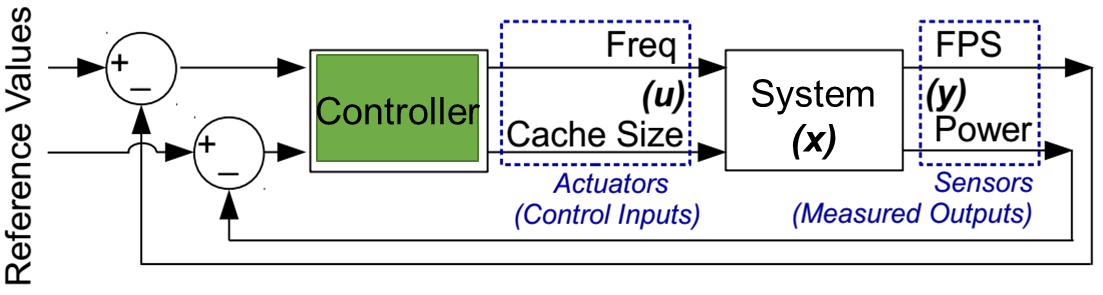 Reference Values
+
−
+
−
Controller
Freq
(u)
Cache Size
Actuators
(Control Inputs)
System
(x)
FPS
(y)
Power
Sensors
(Measured Outputs)